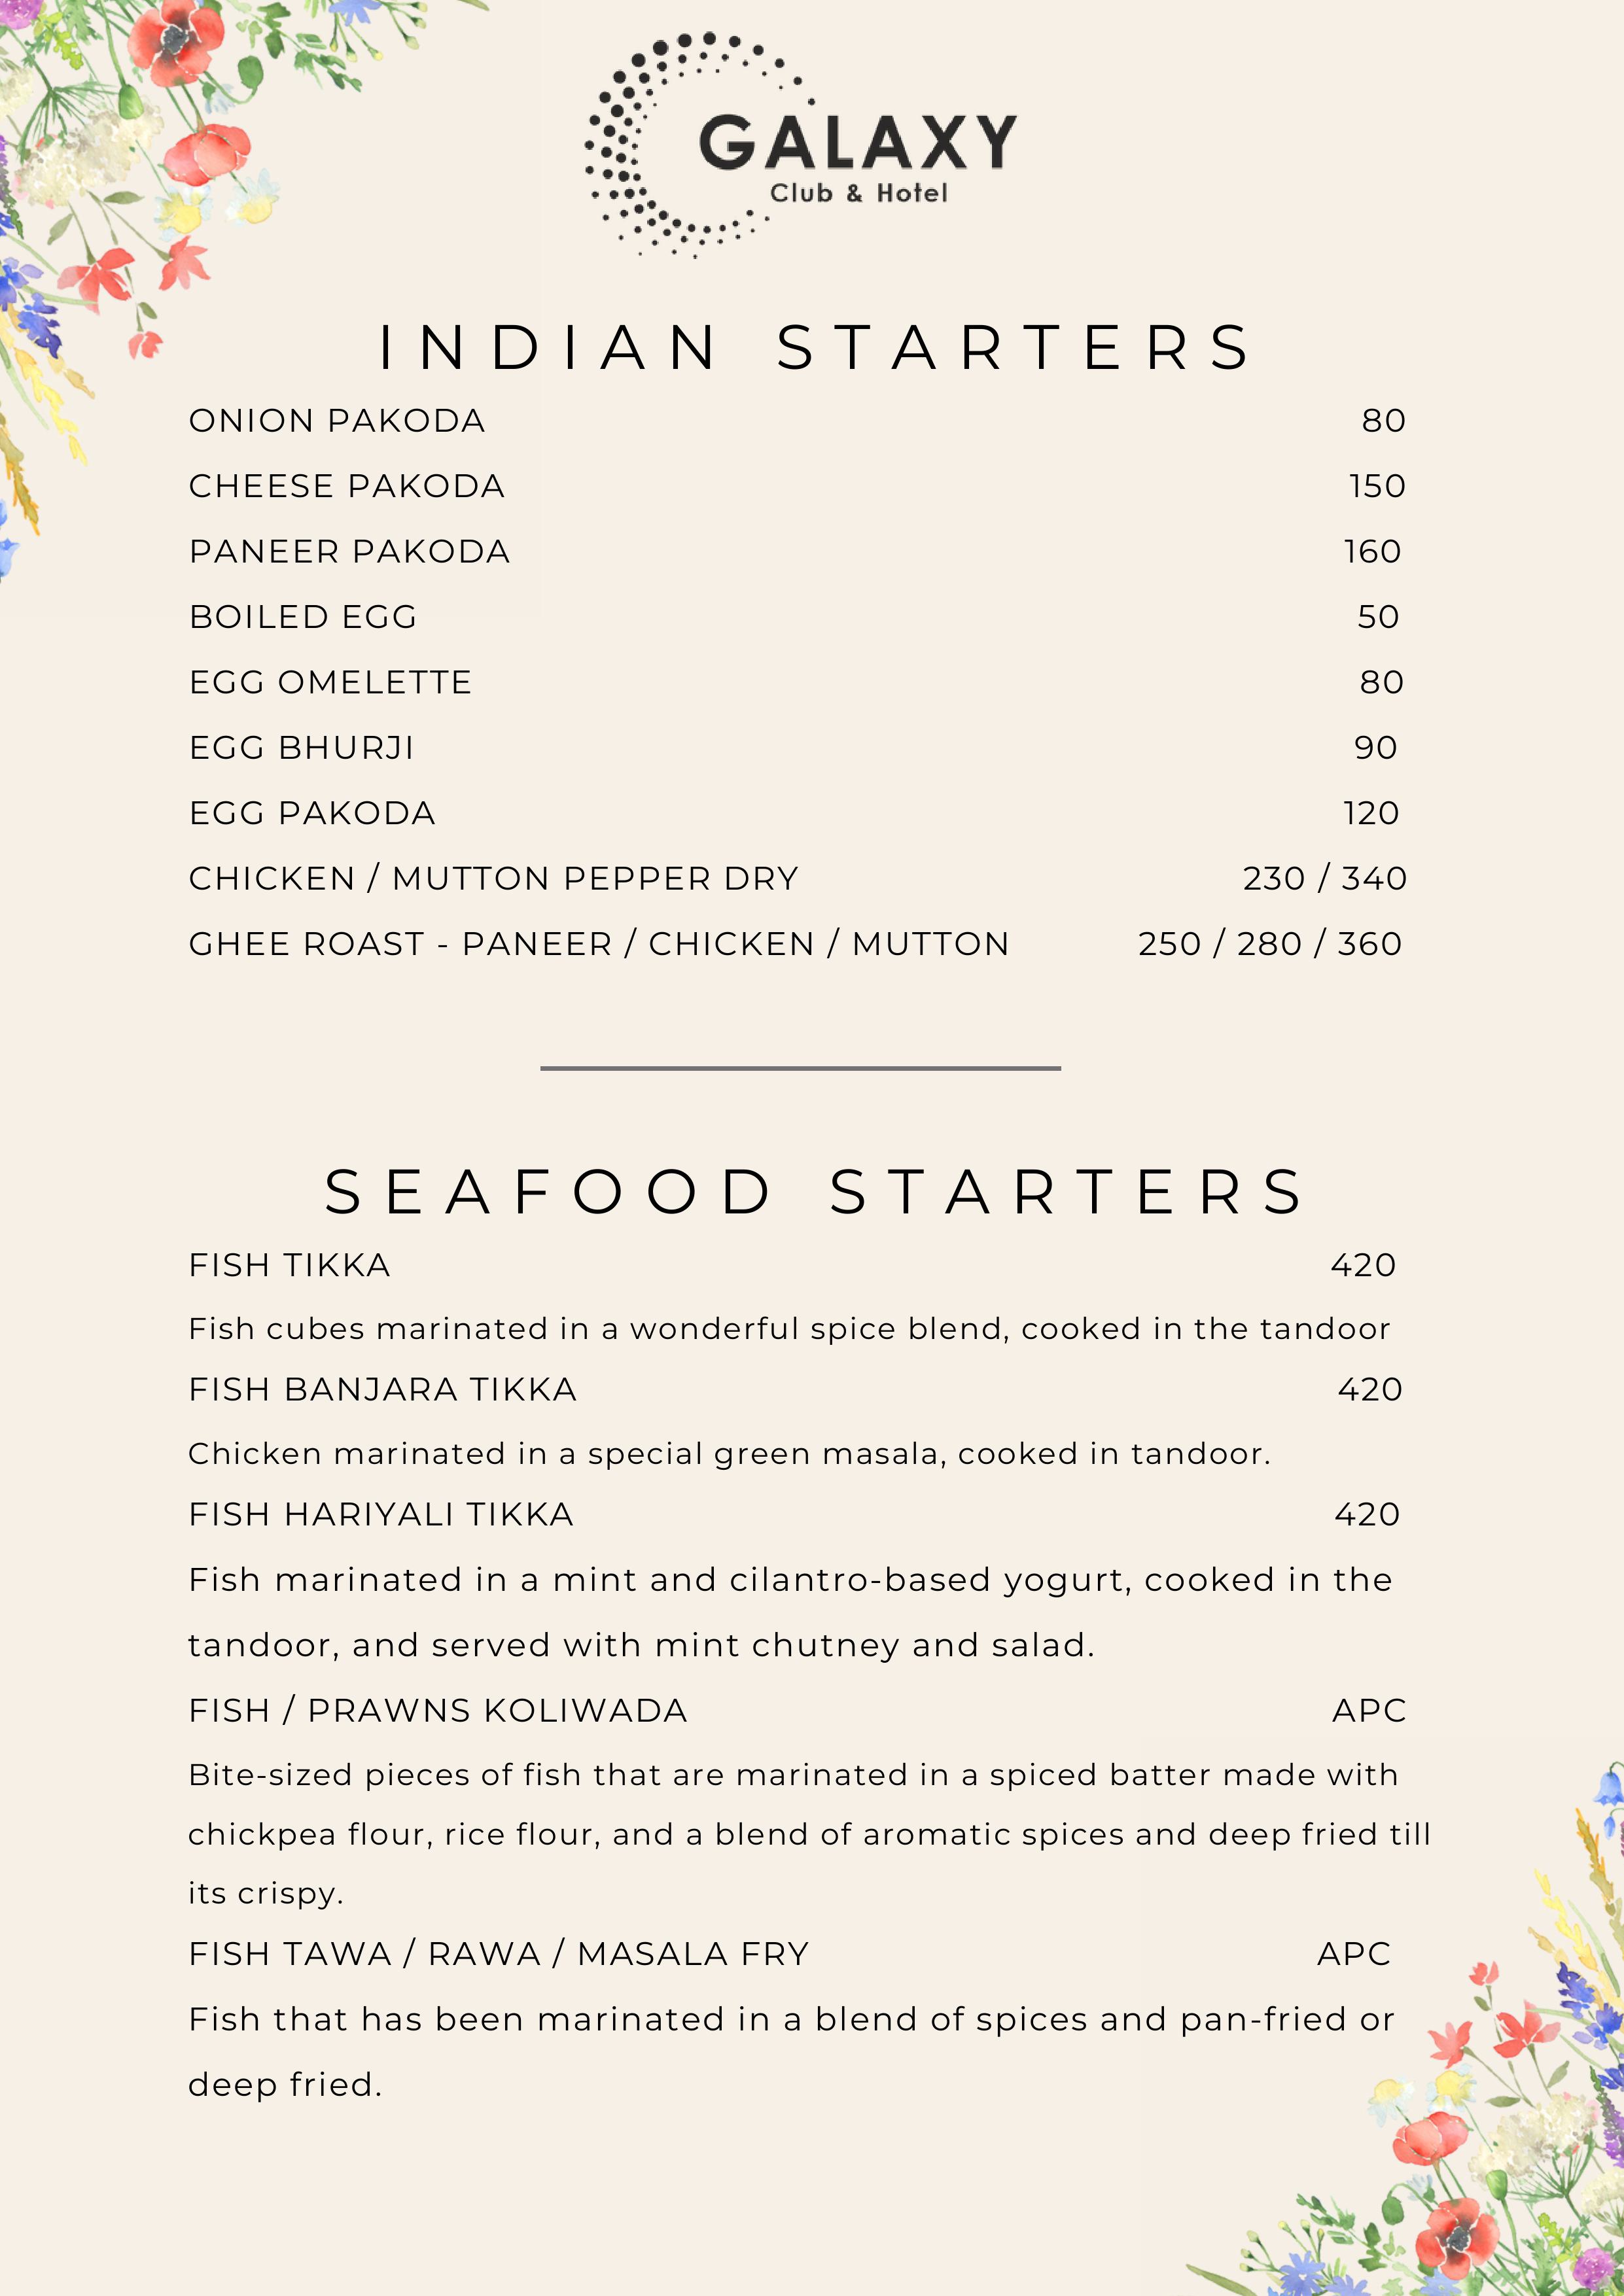 GALAXY
Club & Hotel
INDIAN STARTERS
ONION PAKODA 80
CHEESE PAKODA 150
PANEER PAKODA 160
BOILED EGG 50
EGG OMELETTE 80
EGG BHURJI 90
EGG PAKODA 120
CHICKEN / MUTTON PEPPER DRY 230 / 340
GHEE ROAST - PANEER / CHICKEN / MUTTON 250 / 280 / 360
SEAFOOD STARTERS
FISH TIKKA 420
Fish cubes marinated in a wonderful spice blend, cooked in the tandoor
FISH BANJARA TIKKA 420
Chicken marinated in a special green masala, cooked in tandoor.
FISH HARIYALI TIKKA 420
Fish marinated in a mint and cilantro-based yogurt, cooked in the
tandoor, and served with mint chutney and salad.
FISH / PRAWNS KOLIWADA APC
Bite-sized pieces of fish that are marinated in a spiced batter made with
chickpea flour, rice flour, and a blend of aromatic spices and deep fried till
its crispy.
FISH TAWA / RAWA / MASALA FRY APC
Fish that has been marinated in a blend of spices and pan-fried or
deep fried.